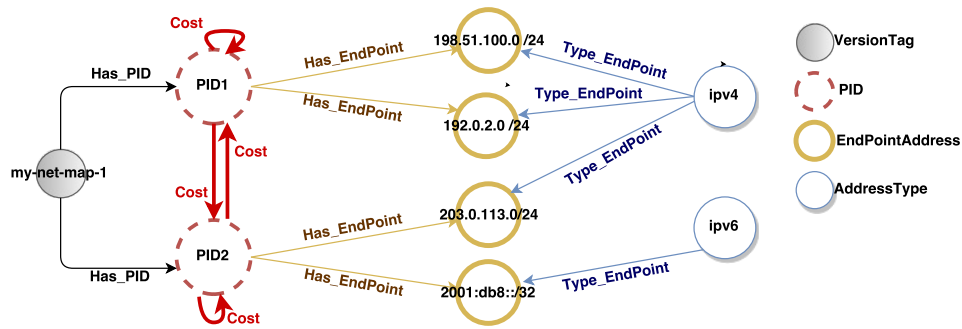 Cost
198.51.100.0 /24
Has_EndPoint
Type_EndPoint
VersionTag
Has_PID
PID1
ipv4
PID
Has_EndPoint
Type_EndPoint
192.0.2.0 /24
EndPointAddress
Cost
Type_EndPoint
my-net-map-1
Cost
AddressType
203.0.113.0/24
Has_EndPoint
ipv6
PID2
Has_PID
Has_EndPoint
Type_EndPoint
2001:db8::/32
Cost